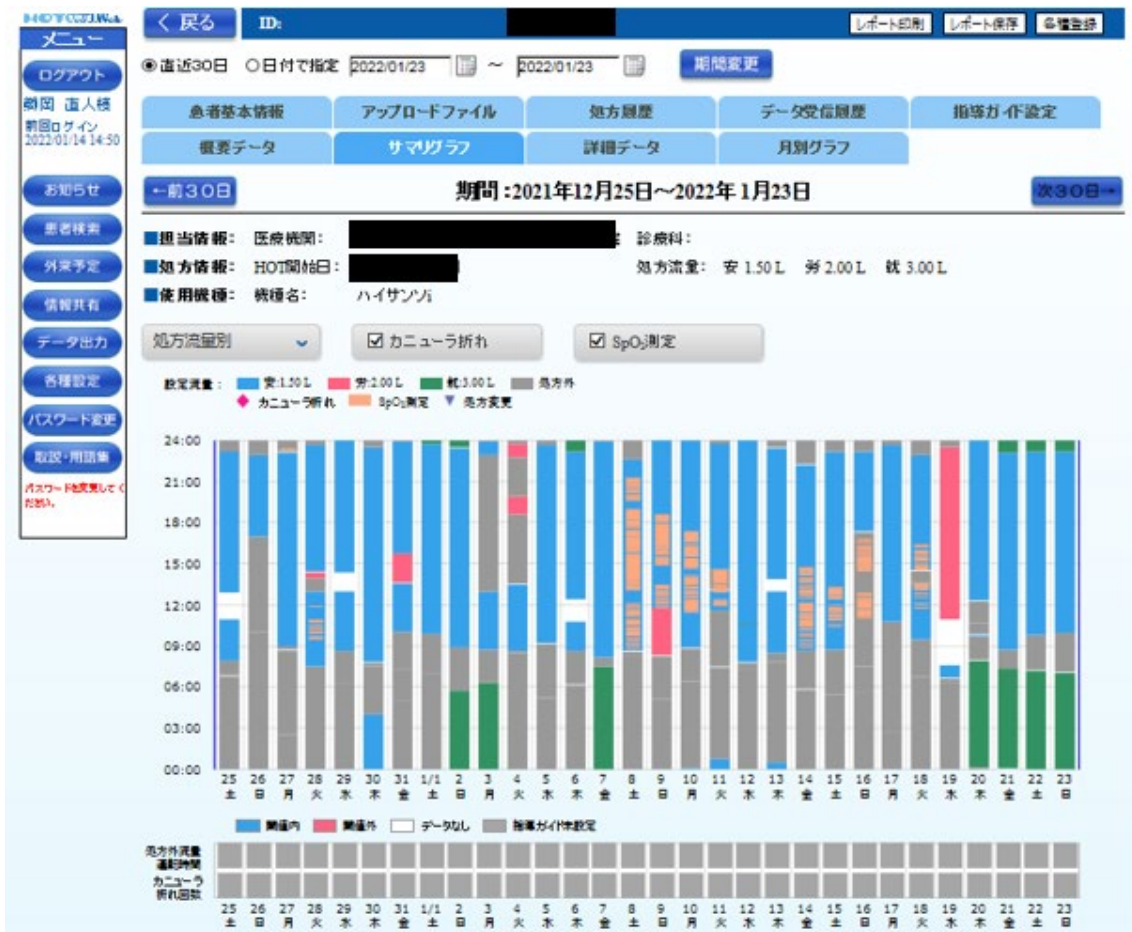 メニュー
ログアウト
直人様
前回ログイン
2022/01/14 14:50
お知らせ
患者検索
外来予定
情報共有
データ出力
各種設定
パスワード変更
取説・用語集
パスワードを変更してください。
< 戻る ID: レポート印刷 レポート保存 各種登録
直近30日 日付で指定 2022/01/23 ～ 2022/01/23 期間変更
患者基本情報 アップロードファイル 処方履歴 データ受信履歴 指導ガイド設定
概要データ サマリグラフ 詳細データ 月別グラフ
←前30日 期間:2021年12月25日～2022年1月23日 次30日→
■担当情報: 医療機関: 診療科:
■処方情報: HOT開始日: 処方流量: 安 1.50 L 労 2.00 L 就 3.00 L
■使用機種: 機種名: ハイサンソi
処方流量別 カニューラ折れ SpO₂測定
設定流量: 安:1.50 L 労:2.00 L 就:3.00 L 処方外
カニューラ折れ SpO₂測定 処方変更
24:00
21:00
18:00
15:00
12:00
09:00
06:00
03:00
00:00
25 26 27 28 29 30 31 1/1 2 3 4 5 6 7 8 9 10 11 12 13 14 15 16 17 18 19 20 21 22 23
土 日 月 火 水 木 金 土 日 月 火 水 木 金 土 日 月 火 水 木 金 土 日 月 火 水 木 金 土 日
閾値内 閾値外 データなし 指導ガイド未設定
処方外流量
運転時間
カニューラ
折れ回数
25 26 27 28 29 30 31 1/1 2 3 4 5 6 7 8 9 10 11 12 13 14 15 16 17 18 19 20 21 22 23
土 日 月 火 水 木 金 土 日 月 火 水 木 金 土 日 月 火 水 木 金 土 日 月 火 水 木 金 土 日